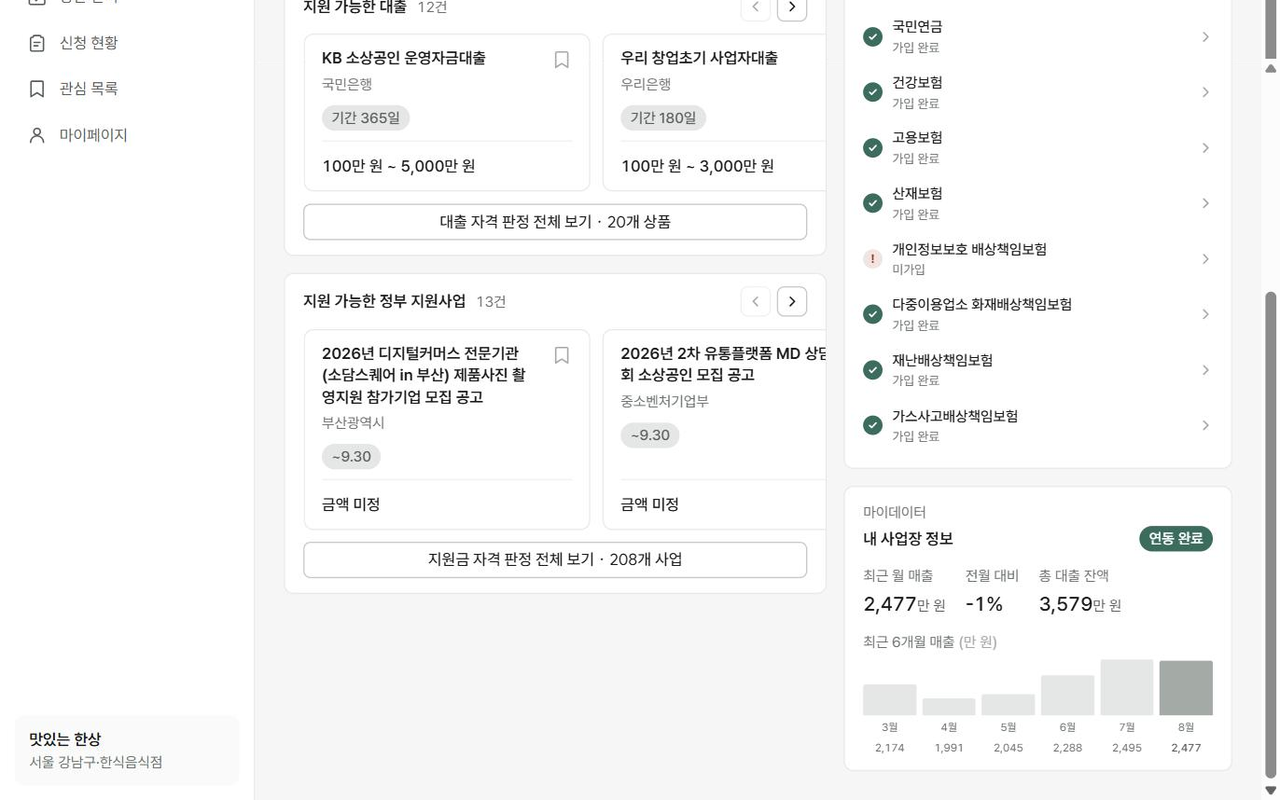 신청 현황
관심 목록
마이페이지
맛있는 한상
서울 강남구·한식음식점
지원 가능한 대출 12건
KB 소상공인 운영자금대출
국민은행
기간 365일
100만 원 ~ 5,000만 원
우리 창업초기 사업자대출
우리은행
기간 180일
100만 원 ~ 3,000만 원
대출 자격 판정 전체 보기 · 20개 상품
지원 가능한 정부 지원사업 13건
2026년 디지털커머스 전문기관
(소담스퀘어 in 부산) 제품사진 촬
영지원 참가기업 모집 공고
부산광역시
~9.30
금액 미정
2026년 2차 유통플랫폼 MD 상담
회 소상공인 모집 공고
중소벤처기업부
~9.30
금액 미정
지원금 자격 판정 전체 보기 · 208개 사업
국민연금
가입 완료
건강보험
가입 완료
고용보험
가입 완료
산재보험
가입 완료
개인정보보호 배상책임보험
미가입
다중이용업소 화재배상책임보험
가입 완료
재난배상책임보험
가입 완료
가스사고배상책임보험
가입 완료
마이데이터
내 사업장 정보
연동 완료
최근 월 매출 전월 대비 총 대출 잔액
2,477만 원 -1% 3,579만 원
최근 6개월 매출 (만 원)
3월 4월 5월 6월 7월 8월
2,174 1,991 2,045 2,288 2,495 2,477